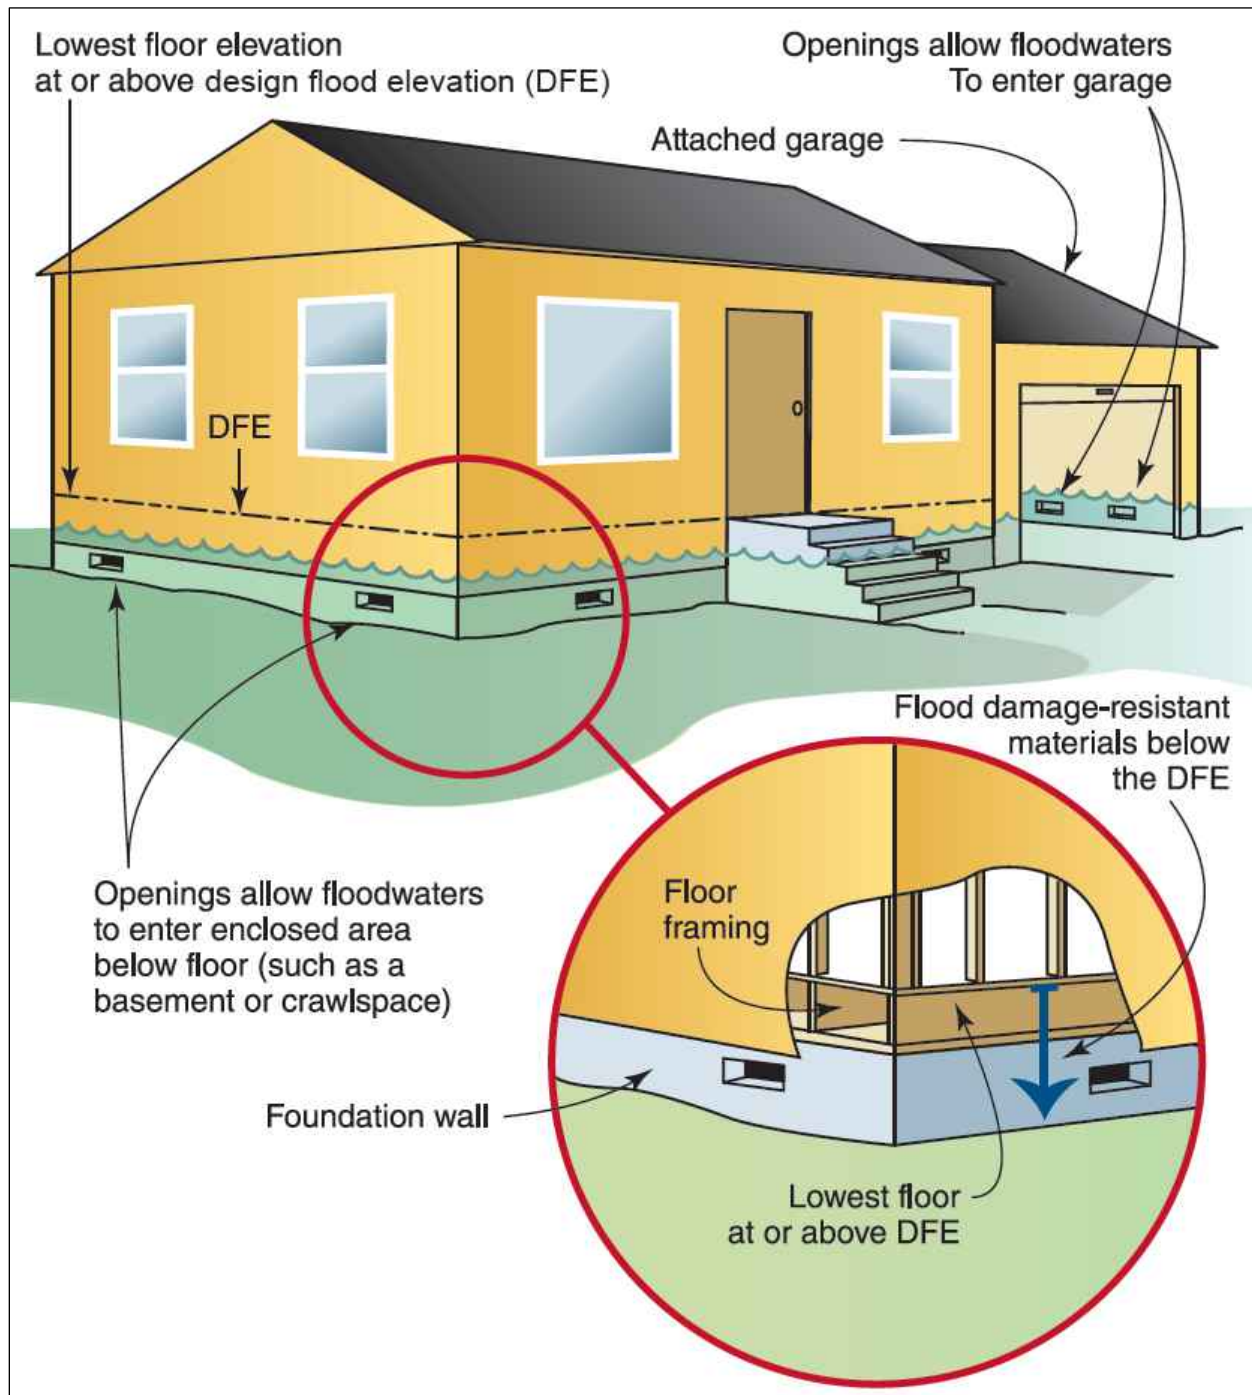 Lowest floor elevation
at or above design flood elevation (DFE)
Openings allow floodwaters
To enter garage
Attached garage
DFE
Flood damage-resistant
materials below
the DFE
Openings allow floodwaters
to enter enclosed area
below floor (such as a
basement or crawlspace)
Floor
framing
Foundation wall
Lowest floor
at or above DFE